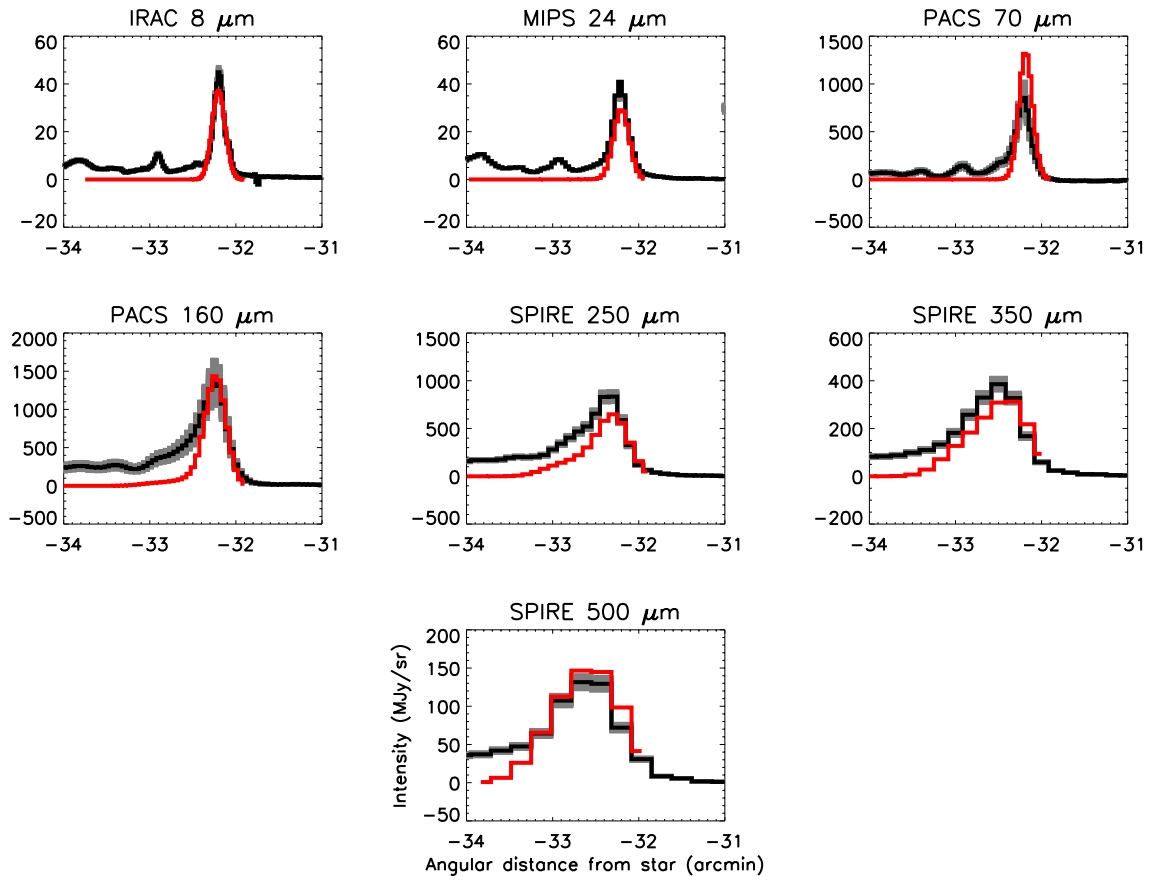 IRAC 8 μm
60
40
20
0
−20
−34 −33 −32 −31
MIPS 24 μm
60
40
20
0
−20
−34 −33 −32 −31
PACS 70 μm
1500
1000
500
0
−500
−34 −33 −32 −31
PACS 160 μm
2000
1500
1000
500
0
−500
−34 −33 −32 −31
SPIRE 250 μm
1500
1000
500
0
−500
−34 −33 −32 −31
SPIRE 350 μm
600
400
200
0
−200
−34 −33 −32 −31
SPIRE 500 μm
Intensity (MJy/sr)
200
150
100
50
0
−50
−34 −33 −32 −31
Angular distance from star (arcmin)